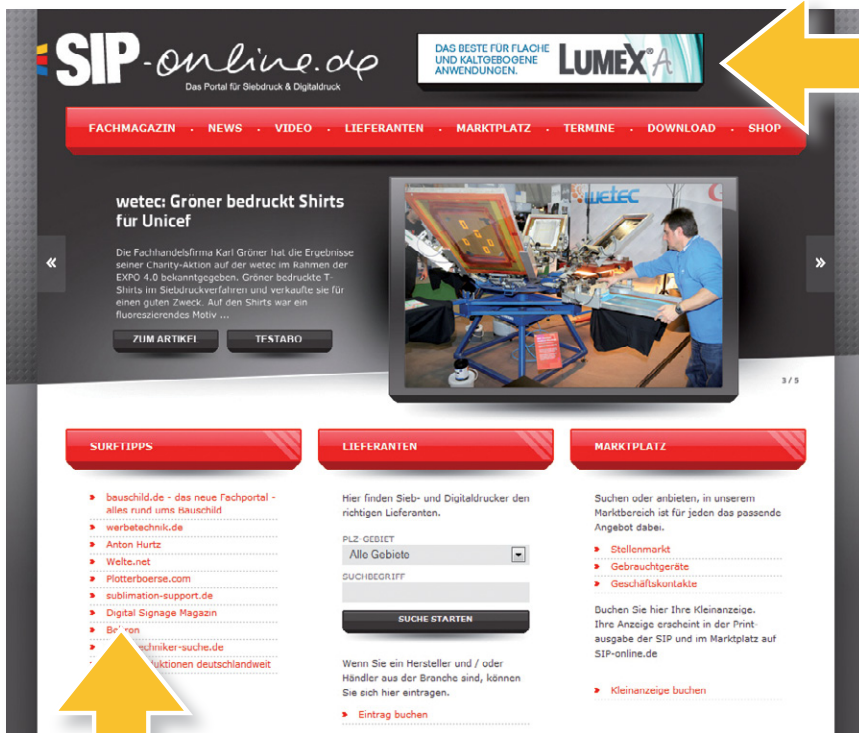 SIP-online.de
Das Portal für Siebdruck & Digitaldruck
DAS BESTE FÜR FLACHE
UND KALTGEBOGENE
ANWENDUNGEN.
LUMEX® A
FACHMAGAZIN . NEWS . VIDEO . LIEFERANTEN . MARKTPLATZ . TERMINE . DOWNLOAD . SHOP
wetec: Gröner bedruckt Shirts
fur Unicef
Die Fachhandelsfirma Karl Gröner hat die Ergebnisse
seiner Charity-Aktion auf der wetec im Rahmen der
EXPO 4.0 bekanntgegeben. Gröner bedruckte T-
Shirts im Siebdruckverfahren und verkaufte sie für
einen guten Zweck. Auf den Shirts war ein
fluoreszierendes Motiv ...
ZUM ARTIKEL
TESTABO
wetec
«
»
3 / 5
SURFTIPPS
bauschild.de - das neue Fachportal -
alles rund ums Bauschild
werbetechnik.de
Anton Hurtz
Welte.net
Plotterboerse.com
sublimation-support.de
Digital Signage Magazin
techniker-suche.de
deutschlandweit
LIEFERANTEN
Hier finden Sieb- und Digitaldrucker den
richtigen Lieferanten.
PLZ-GEBIET
Alle Gebiete
SUCHBEGRIFF
SUCHE STARTEN
Wenn Sie ein Hersteller und / oder
Händler aus der Branche sind, können
Sie sich hier eintragen.
Eintrag buchen
MARKTPLATZ
Suchen oder anbieten, in unserem
Marktbereich ist für jeden das passende
Angebot dabei.
Stellenmarkt
Gebrauchtgeräte
Geschäftskontakte
Buchen Sie hier Ihre Kleinanzeige.
Ihre Anzeige erscheint in der Print-
ausgabe der SIP und im Marktplatz auf
SIP-online.de
Kleinanzeige buchen